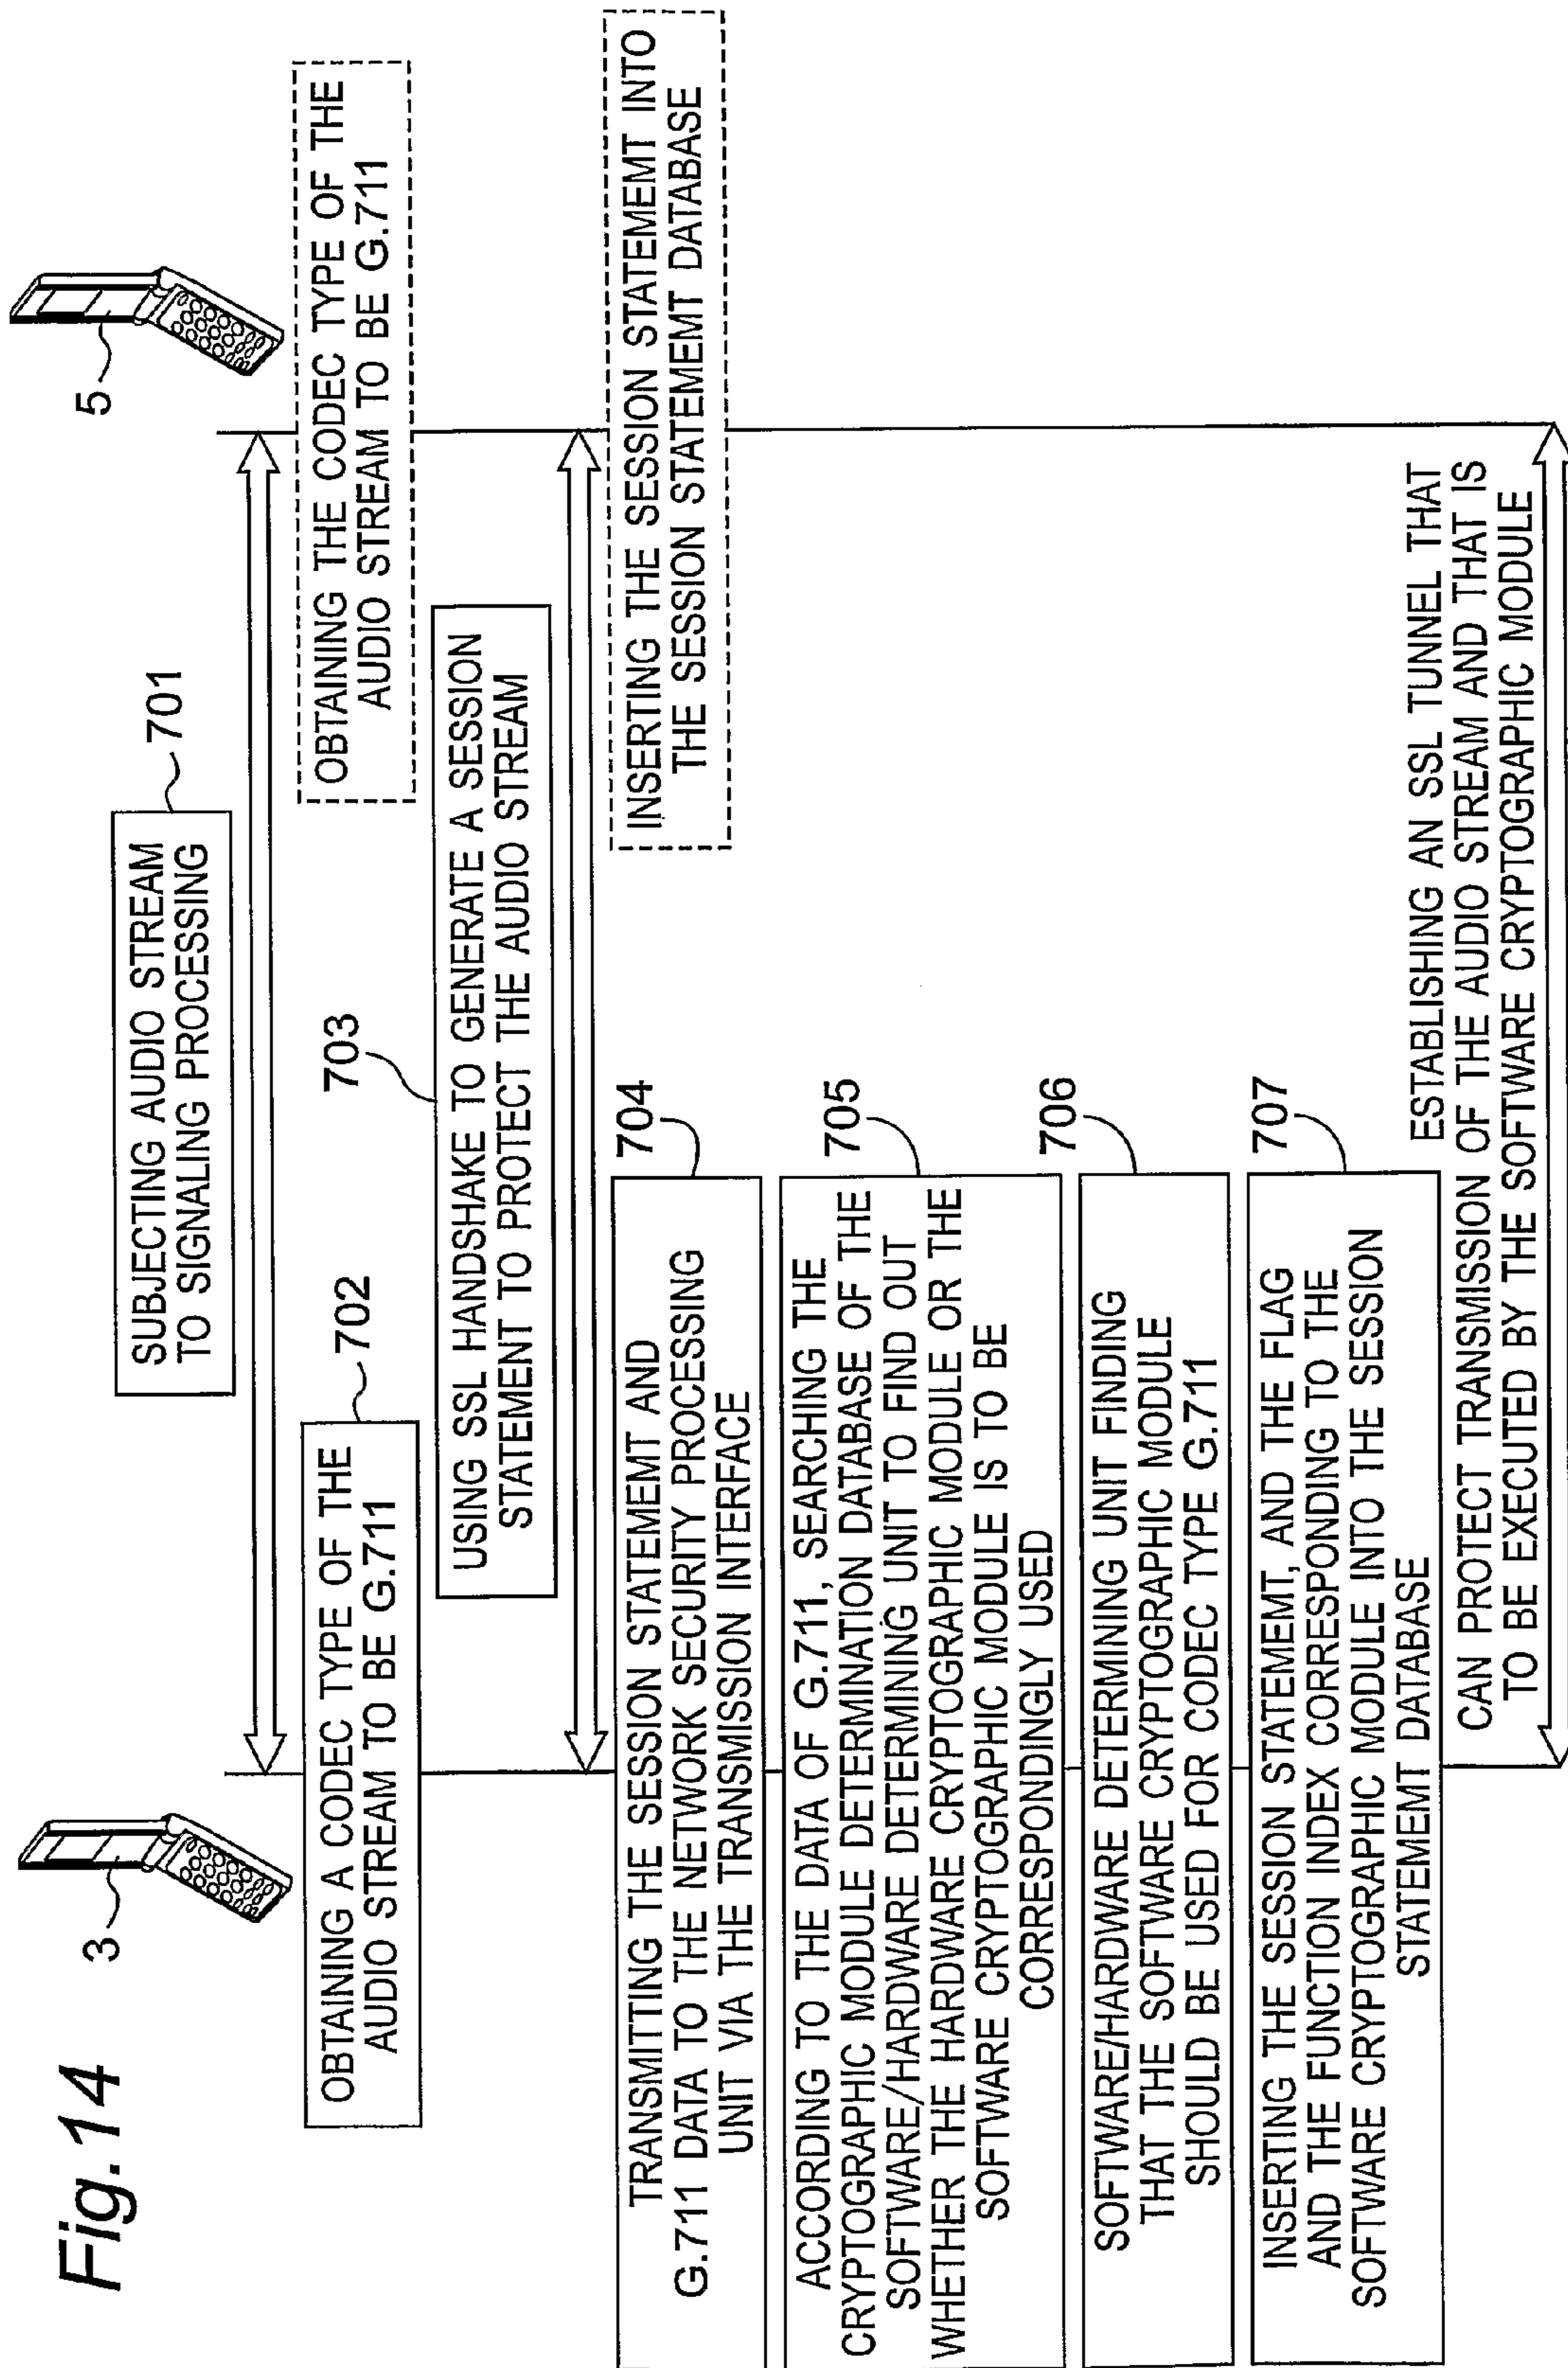 Fig.14
3
5
SUBJECTING AUDIO STREAM
TO SIGNALING PROCESSING
701
OBTAINING A CODEC TYPE OF THE
AUDIO STREAM TO BE G.711
702
OBTAINING THE CODEC TYPE OF THE
AUDIO STREAM TO BE G.711
703
USING SSL HANDSHAKE TO GENERATE A SESSION
STATEMENT TO PROTECT THE AUDIO STREAM
INSERTING THE SESSION STATEMEMT INTO
THE SESSION STATEMEMT DATABASE
TRANSMITTING THE SESSION STATEMEMT AND
G.711 DATA TO THE NETWORK SECURITY PROCESSING
UNIT VIA THE TRANSMISSION INTERFACE
704
ACCORDING TO THE DATA OF G.711, SEARCHING THE
CRYPTOGRAPHIC MODULE DETERMINATION DATABASE OF THE
SOFTWARE/HARDWARE DETERMINING UNIT TO FIND OUT
WHETHER THE HARDWARE CRYPTOGRAPHIC MODULE OR THE
SOFTWARE CRYPTOGRAPHIC MODULE IS TO BE
CORRESPONDINGLY USED
705
SOFTWARE/HARDWARE DETERMINING UNIT FINDING
THAT THE SOFTWARE CRYPTOGRAPHIC MODULE
SHOULD BE USED FOR CODEC TYPE G.711
706
INSERTING THE SESSION STATEMEMT, AND THE FLAG
AND THE FUNCTION INDEX CORRESPONDING TO THE
SOFTWARE CRYPTOGRAPHIC MODULE INTO THE SESSION
STATEMEMT DATABASE
707
ESTABLISHING AN SSL TUNNEL THAT
CAN PROTECT TRANSMISSION OF THE AUDIO STREAM AND THAT IS
TO BE EXECUTED BY THE SOFTWARE CRYPTOGRAPHIC MODULE